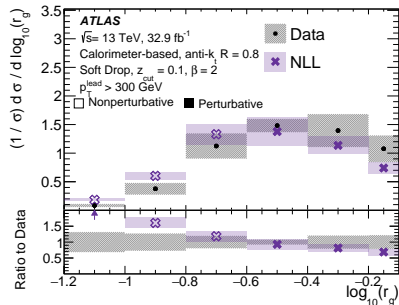 ATLAS
√s = 13 TeV, 32.9 fb⁻¹
Calorimeter-based, anti-kt R = 0.8
Soft Drop, zcut = 0.1, β = 2
pTlead > 300 GeV
Nonperturbative Perturbative
Data
NLL
(1 / σ) d σ / d log10(rg)
3.5
3
2.5
2
1.5
1
0.5
Ratio to Data
1.5
1
0.5
−1.2 −1 −0.8 −0.6 −0.4 −0.2
log10(rg)